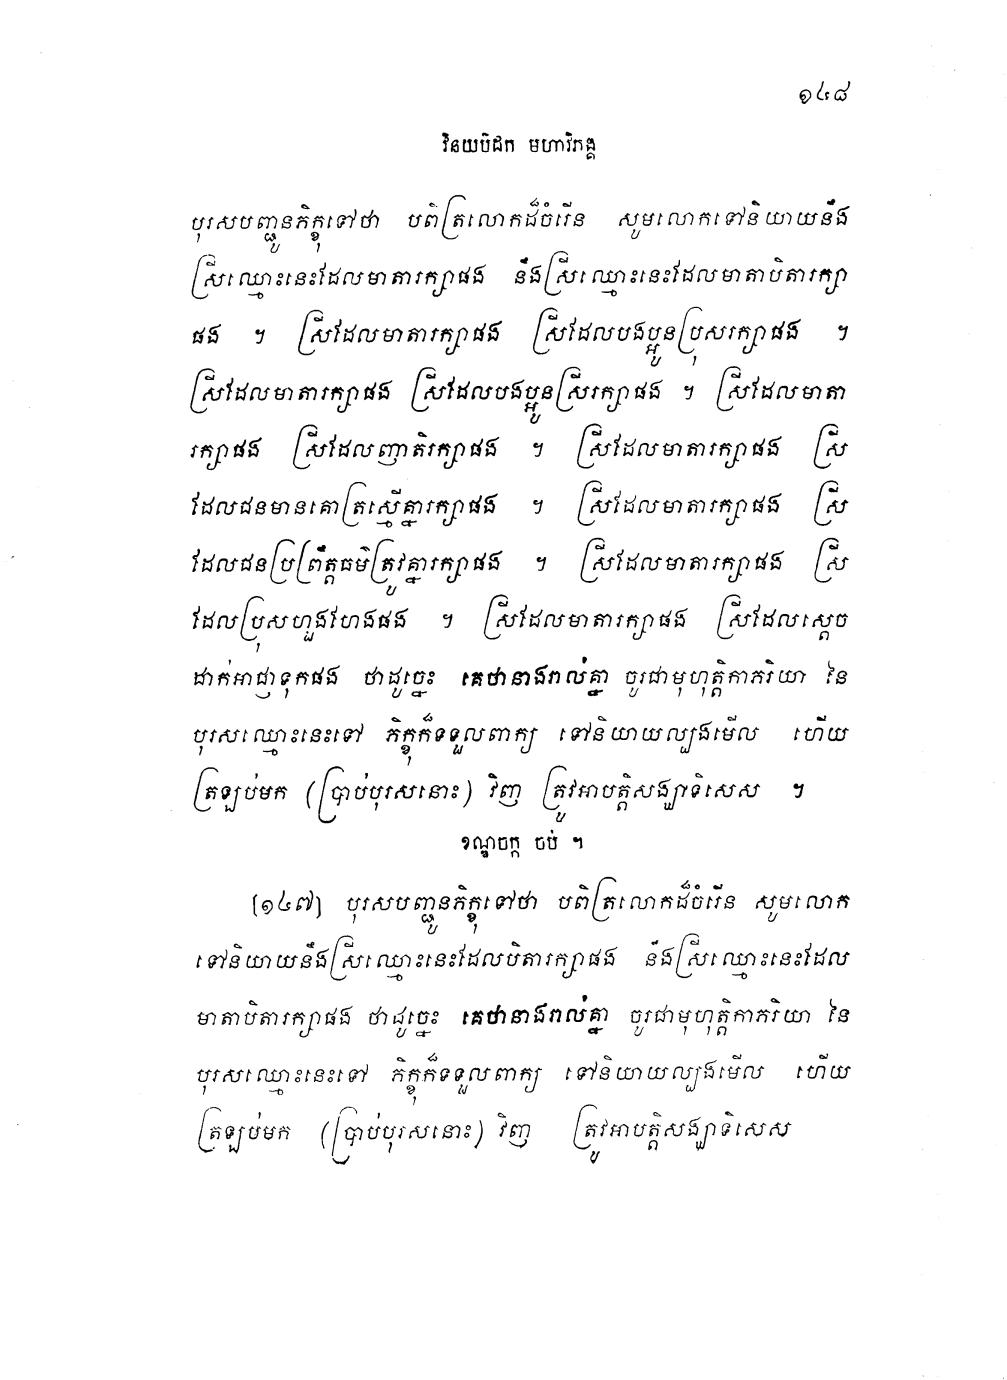 ១៤៨
វិនយបិដក មហាវិភង្គ
បុរសបញ្ជូនភិក្ខុទៅថា បពិត្រលោកដ៏ចំរើន សូមលោកទៅនិយាយនឹង
ស្រីឈ្មោះនេះដែលមាតារក្សាផង នឹងស្រីឈ្មោះនេះដែលមាតាបិតារក្សា
ផង ។ ស្រីដែលមាតារក្សាផង ស្រីដែលបងប្អូនប្រុសរក្សាផង ។
ស្រីដែលមាតារក្សាផង ស្រីដែលបងប្អូនស្រីរក្សាផង ។ ស្រីដែលមាតា
រក្សាផង ស្រីដែលញាតិរក្សាផង ។ ស្រីដែលមាតារក្សាផង ស្រី
ដែលជនមានគោត្រស្មើគ្នារក្សាផង ។ ស្រីដែលមាតារក្សាផង ស្រី
ដែលជនប្រព្រឹត្តធម៌ត្រូវគ្នារក្សាផង ។ ស្រីដែលមាតារក្សាផង ស្រី
ដែលប្រុសហួងហែងផង ។ ស្រីដែលមាតារក្សាផង ស្រីដែលស្តេច
ដាក់អាជ្ញាទុកផង ថាដូច្នេះ គេថានាងពល់គ្នា ចូរជាមុហុត្តិកាភរិយា នៃ
បុរសឈ្មោះនេះទៅ ភិក្ខុក៏ទទួលពាក្យ ទៅនិយាយល្បងមើល ហើយ
ត្រឡប់មក (ប្រាប់បុរសនោះ) វិញ ត្រូវអាបត្តិសង្ឃាទិសេស ។
ខណ្ឌចក្ក ចប់ ។
[១៤៧] បុរសបញ្ជូនភិក្ខុទៅថា បពិត្រលោកដ៏ចំរើន សូមលោក
ទៅនិយាយនឹងស្រីឈ្មោះនេះដែលបិតារក្សាផង នឹងស្រីឈ្មោះនេះដែល
មាតាបិតារក្សាផង ថាដូច្នេះ គេថានាងពល់គ្នា ចូរជាមុហុត្តិកាភរិយា នៃ
បុរសឈ្មោះនេះទៅ ភិក្ខុក៏ទទួលពាក្យ ទៅនិយាយល្បងមើល ហើយ
ត្រឡប់មក (ប្រាប់បុរសនោះ) វិញ ត្រូវអាបត្តិសង្ឃាទិសេស